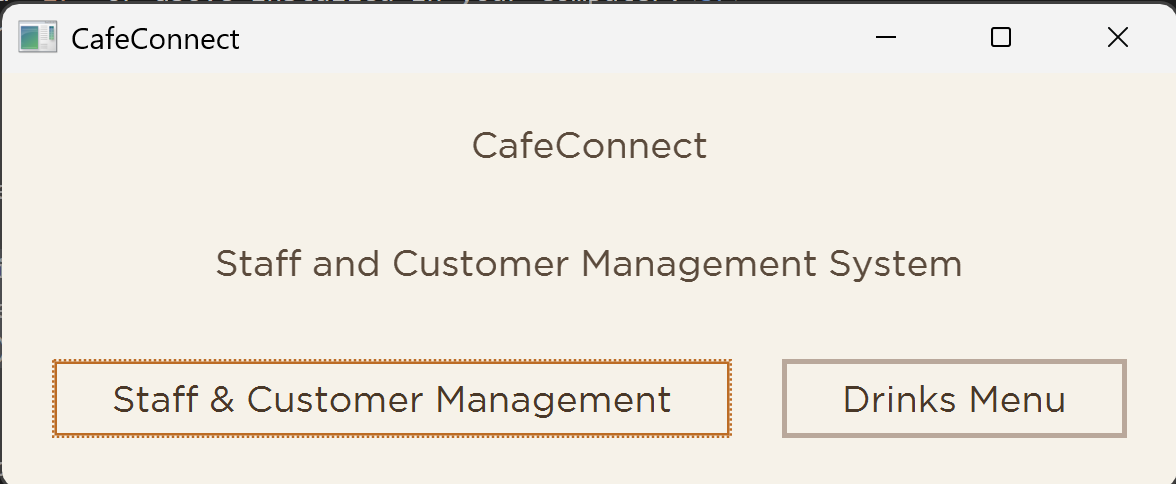 CafeConnect
CafeConnect
Staff and Customer Management System
Staff & Customer Management
Drinks Menu